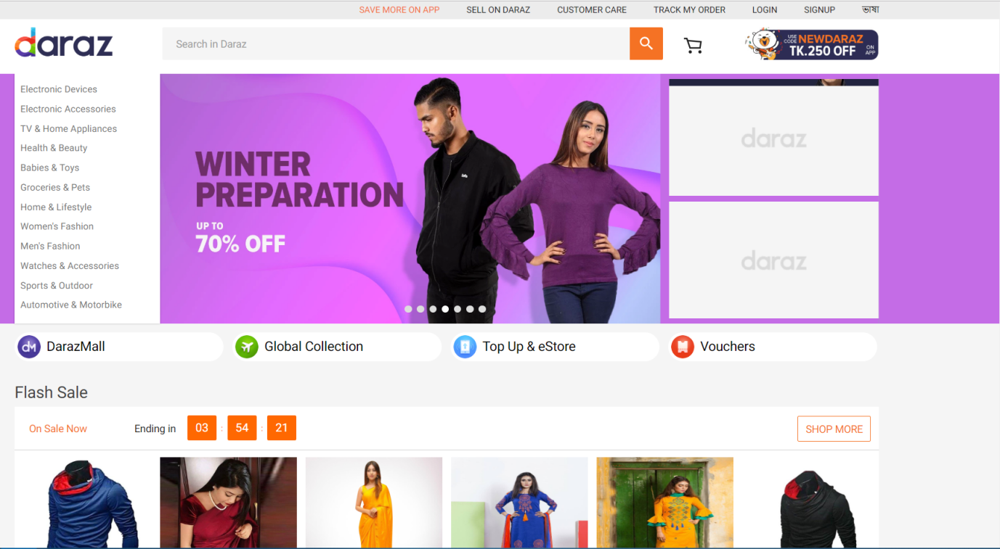 SAVE MORE ON APP
SELL ON DARAZ
CUSTOMER CARE
TRACK MY ORDER
LOGIN
SIGNUP
ভাষা
daraz
Search in Daraz
USE CODE NEWDARAZ
TK.250 OFF ON APP
Electronic Devices
Electronic Accessories
TV & Home Appliances
Health & Beauty
Babies & Toys
Groceries & Pets
Home & Lifestyle
Women's Fashion
Men's Fashion
Watches & Accessories
Sports & Outdoor
Automotive & Motorbike
WINTER
PREPARATION
UP TO
70% OFF
daraz
daraz
dM DarazMall
Global Collection
Top Up & eStore
Vouchers
Flash Sale
On Sale Now
Ending in 03 : 54 : 21
SHOP MORE